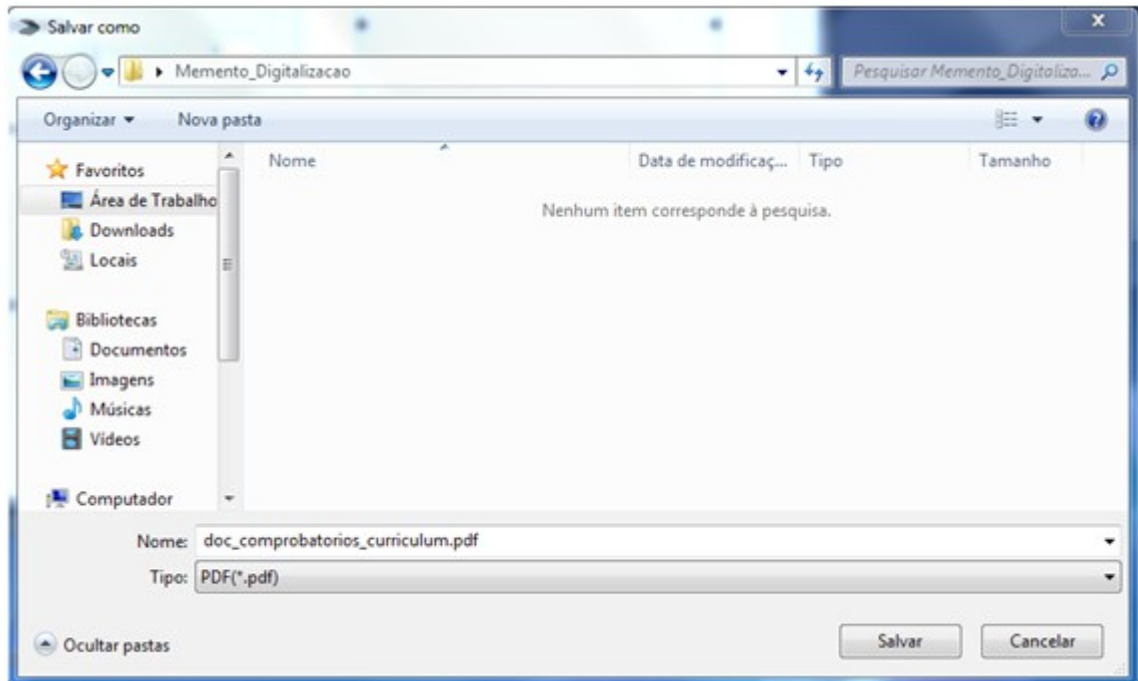 Salvar como
Memento_Digitalizacao
Pesquisar Memento_Digitaliza...
Organizar
Nova pasta
Nome
Data de modificaç...
Tipo
Tamanho
Nenhum item corresponde à pesquisa.
Favoritos
Área de Trabalho
Downloads
Locais
Bibliotecas
Documentos
Imagens
Músicas
Vídeos
Computador
Nome: doc_comprobatorios_curriculum.pdf
Tipo: PDF(*.pdf)
Ocultar pastas
Salvar
Cancelar